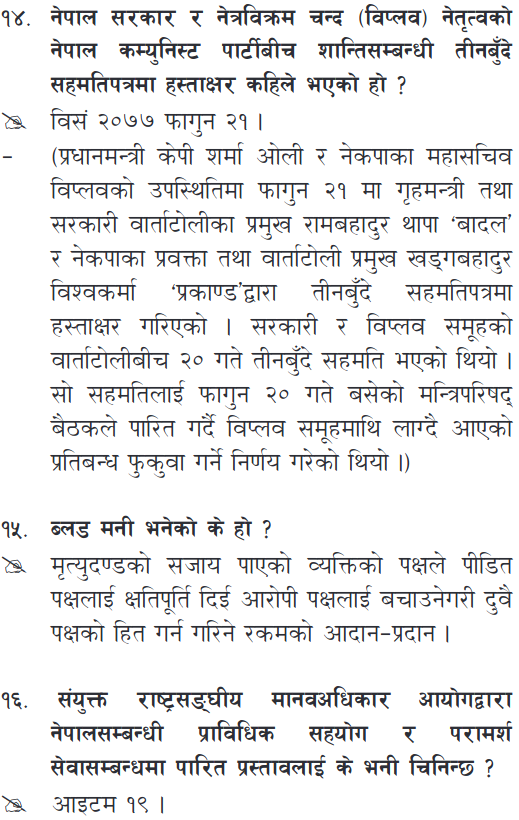 १४. नेपाल सरकार र नेत्रविक्रम चन्द (विप्लव) नेतृत्वको
नेपाल कम्युनिस्ट पार्टीबीच शान्तिसम्बन्धी तीनबुँदे
सहमतिपत्रमा हस्ताक्षर कहिले भएको हो ?
विसं २०७७ फागुन २१ ।
– (प्रधानमन्त्री केपी शर्मा ओली र नेकपाका महासचिव
विप्लवको उपस्थितिमा फागुन २१ मा गृहमन्त्री तथा
सरकारी वार्ताटोलीका प्रमुख रामबहादुर थापा ‘बादल’
र नेकपाका प्रवक्ता तथा वार्ताटोली प्रमुख खड्गबहादुर
विश्वकर्मा ‘प्रकाण्ड’द्वारा तीनबुँदे सहमतिपत्रमा
हस्ताक्षर गरिएको । सरकारी र विप्लव समूहको
वार्ताटोलीबीच २० गते तीनबुँदे सहमति भएको थियो ।
सो सहमतिलाई फागुन २० गते बसेको मन्त्रिपरिषद्
बैठकले पारित गर्दै विप्लव समूहमाथि लाग्दै आएको
प्रतिबन्ध फुकुवा गर्ने निर्णय गरेको थियो ।)
१५. ब्लड मनी भनेको के हो ?
मृत्युदण्डको सजाय पाएको व्यक्तिको पक्षले पीडित
पक्षलाई क्षतिपूर्ति दिई आरोपी पक्षलाई बचाउनेगरी दुवै
पक्षको हित गर्न गरिने रकमको आदान-प्रदान ।
१६. संयुक्त राष्ट्रसङ्घीय मानवअधिकार आयोगद्वारा
नेपालसम्बन्धी प्राविधिक सहयोग र परामर्श
सेवासम्बन्धमा पारित प्रस्तावलाई के भनी चिनिन्छ ?
आइटम १९ ।